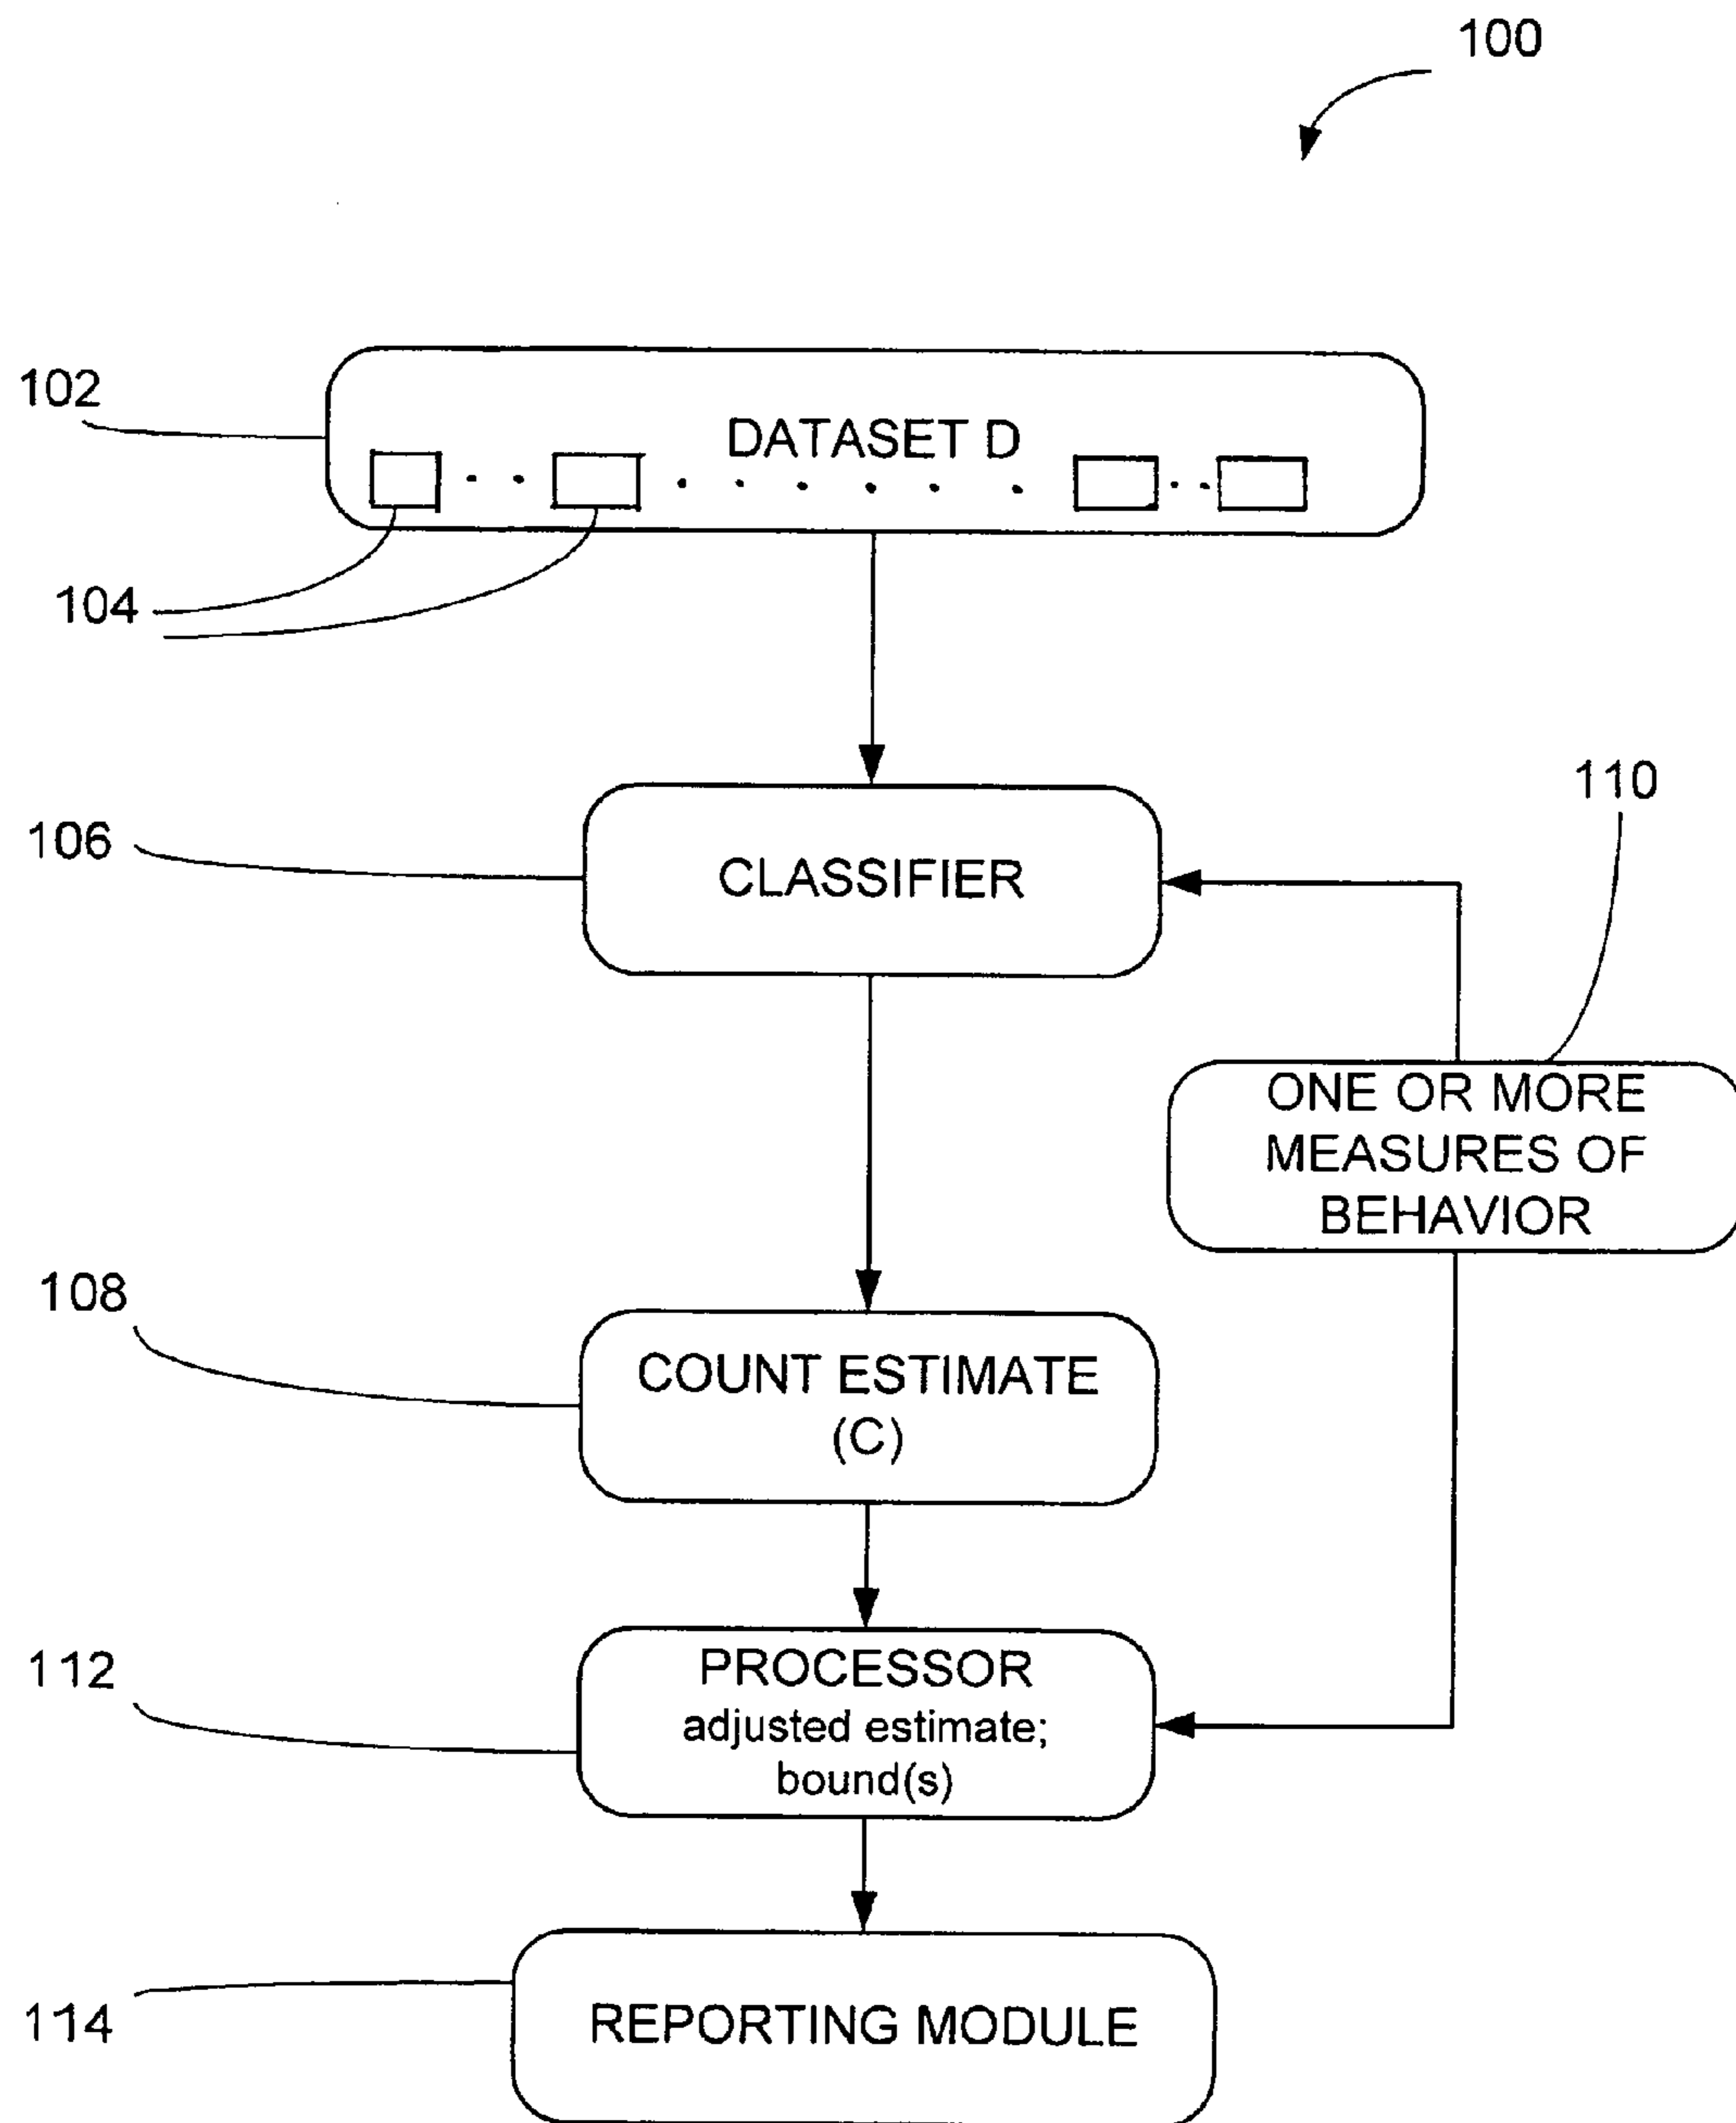 100
102
DATASET D
104
106
CLASSIFIER
110
ONE OR MORE
MEASURES OF
BEHAVIOR
108
COUNT ESTIMATE
(C)
112
PROCESSOR
adjusted estimate;
bound(s)
114
REPORTING MODULE